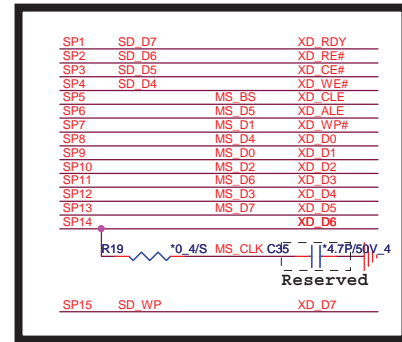 SP1 SD_D7 XD_RDY
SP2 SD_D6 XD_RE#
SP3 SD_D5 XD_CE#
SP4 SD_D4 XD_WE#
SP5 MS_BS XD_CLE
SP6 MS_D5 XD_ALE
SP7 MS_D1 XD_WP#
SP8 MS_D4 XD_D0
SP9 MS_D0 XD_D1
SP10 MS_D2 XD_D2
SP11 MS_D6 XD_D3
SP12 MS_D3 XD_D4
SP13 MS_D7 XD_D5
SP14 XD_D6
R19 *0_4/S MS_CLK C35 *4.7P/50V_4
Reserved
SP15 SD_WP XD_D7